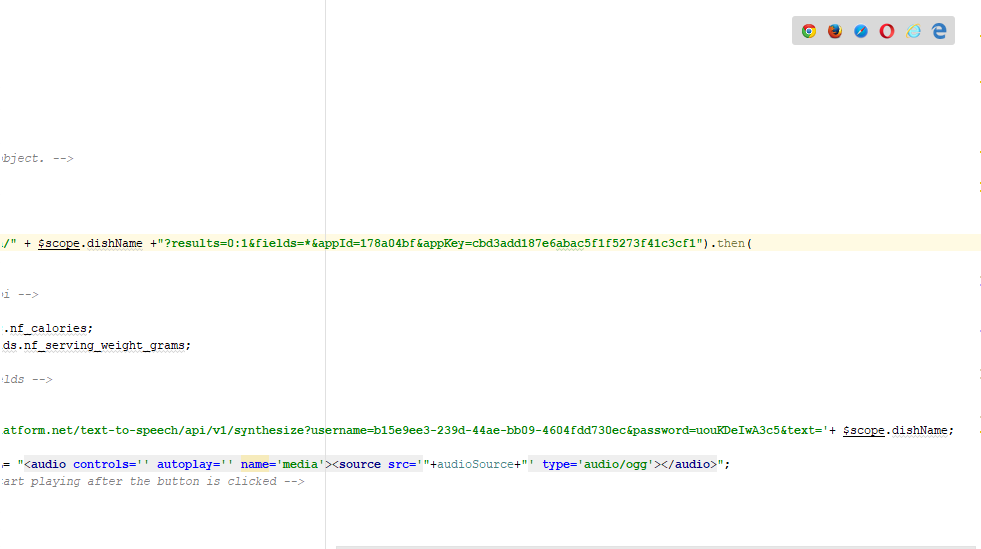 bject. -->
/" + $scope.dishName +"?results=0:1&fields=*&appId=178a04bf&appKey=cbd3add187e6abac5f1f5273f41c3cf1").then(
pi -->
.nf_calories;
ds.nf_serving_weight_grams;
elds -->
atform.net/text-to-speech/api/v1/synthesize?username=b15e9ee3-239d-44ae-bb09-4604fdd730ec&password=uouKDeIwA3c5&text='+ $scope.dishName;
= "<audio controls='' autoplay='' name='media'><source src='"+audioSource+"' type='audio/ogg'></audio>";
art playing after the button is clicked -->